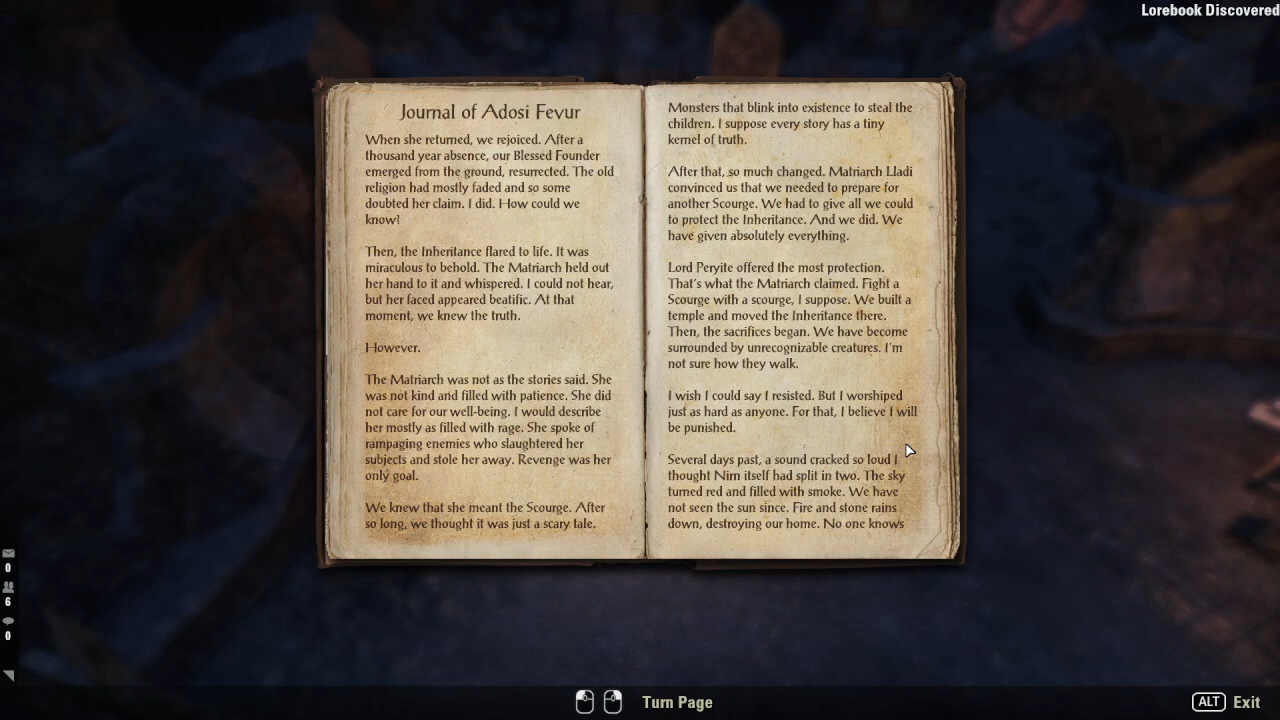 Lorebook Discovered
Journal of Adosi Fevur
When she returned, we rejoiced. After a
thousand year absence, our Blessed Founder
emerged from the ground, resurrected. The old
religion had mostly faded and so some
doubted her claim. I did. How could we
know?
Then, the Inheritance flared to life. It was
miraculous to behold. The Matriarch held out
her hand to it and whispered. I could not hear,
but her faced appeared beatific. At that
moment, we knew the truth.
However.
The Matriarch was not as the stories said. She
was not kind and filled with patience. She did
not care for our well-being. I would describe
her mostly as filled with rage. She spoke of
rampaging enemies who slaughtered her
subjects and stole her away. Revenge was her
only goal.
We knew that she meant the Scourge. After
so long, we thought it was just a scary tale.
Monsters that blink into existence to steal the
children. I suppose every story has a tiny
kernel of truth.
After that, so much changed. Matriarch Lladi
convinced us that we needed to prepare for
another Scourge. We had to give all we could
to protect the Inheritance. And we did. We
have given absolutely everything.
Lord Peryite offered the most protection.
That's what the Matriarch claimed. Fight a
Scourge with a scourge, I suppose. We built a
temple and moved the Inheritance there.
Then, the sacrifices began. We have become
surrounded by unrecognizable creatures. I'm
not sure how they walk.
I wish I could say I resisted. But I worshiped
just as hard as anyone. For that, I believe I will
be punished.
Several days past, a sound cracked so loud I
thought Nirn itself had split in two. The sky
turned red and filled with smoke. We have
not seen the sun since. Fire and stone rains
down, destroying our home. No one knows
0
6
0
Turn Page
ALT Exit